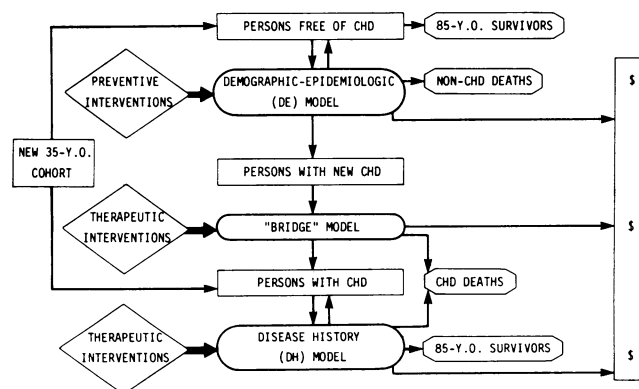 PERSONS FREE OF CHD
85-Y.O. SURVIVORS
PREVENTIVE
INTERVENTIONS
DEMOGRAPHIC-EPIDEMIOLOGIC
(DE) MODEL
NON-CHD DEATHS
$
NEW 35-Y.O.
COHORT
PERSONS WITH NEW CHD
THERAPEUTIC
INTERVENTIONS
"BRIDGE" MODEL
$
PERSONS WITH CHD
CHD DEATHS
THERAPEUTIC
INTERVENTIONS
DISEASE HISTORY
(DH) MODEL
85-Y.O. SURVIVORS
$